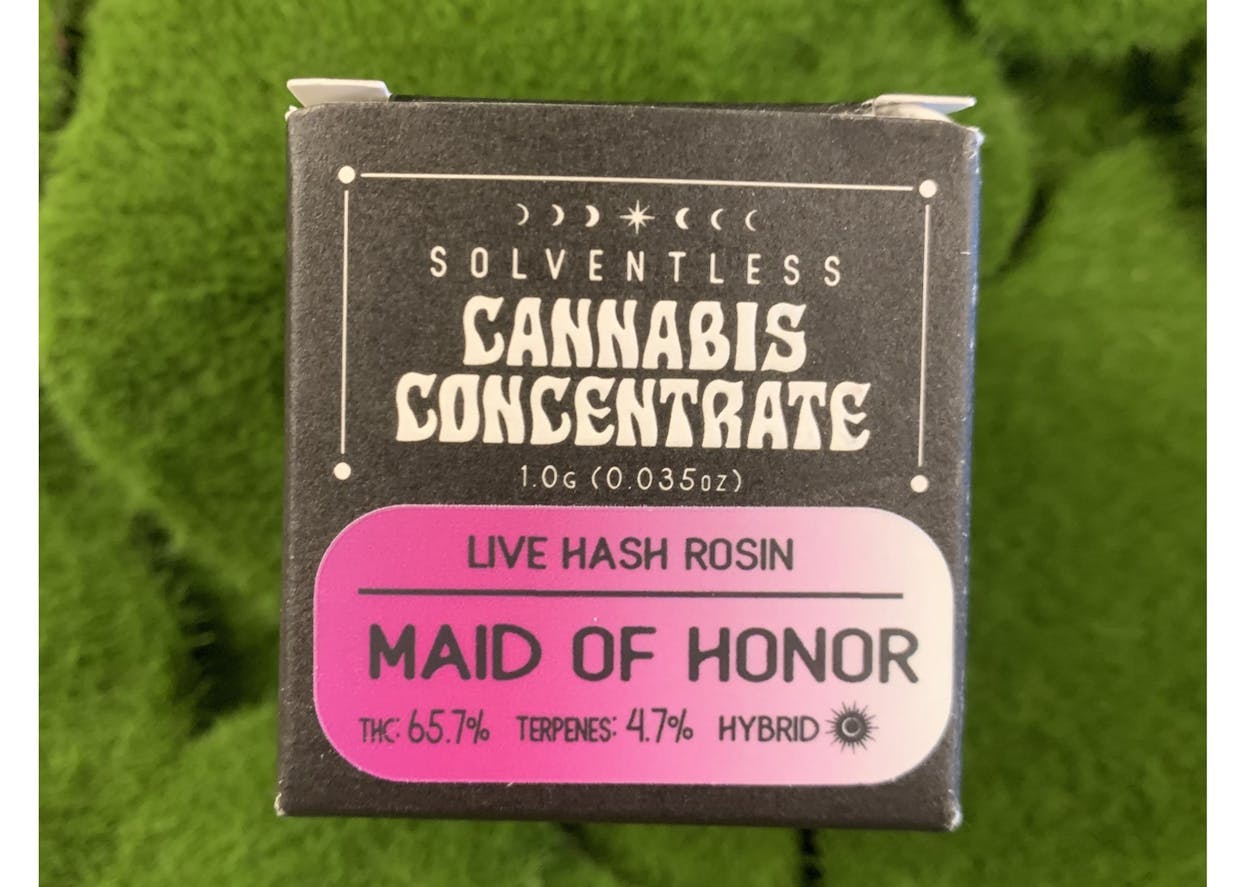 SOLVENTLESS
CANNABIS
CONCENTRATE
1.0G (0.035OZ)
LIVE HASH ROSIN
MAID OF HONOR
THC: 65.7% TERPENES: 4.7% HYBRID